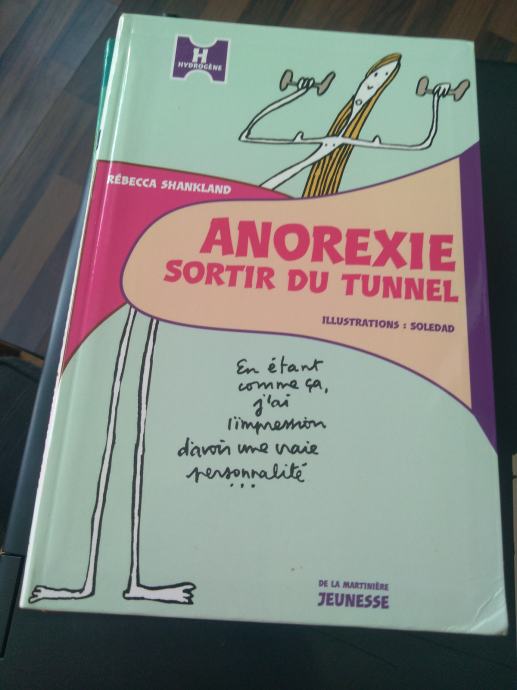 H
HYDROGÈNE
RÉBECCA SHANKLAND
ANOREXIE
SORTIR DU TUNNEL
ILLUSTRATIONS : SOLEDAD
En étant
comme ça,
j'ai
l'impression
d'avoir une vraie
personnalité
...
DE LA MARTINIÈRE
JEUNESSE